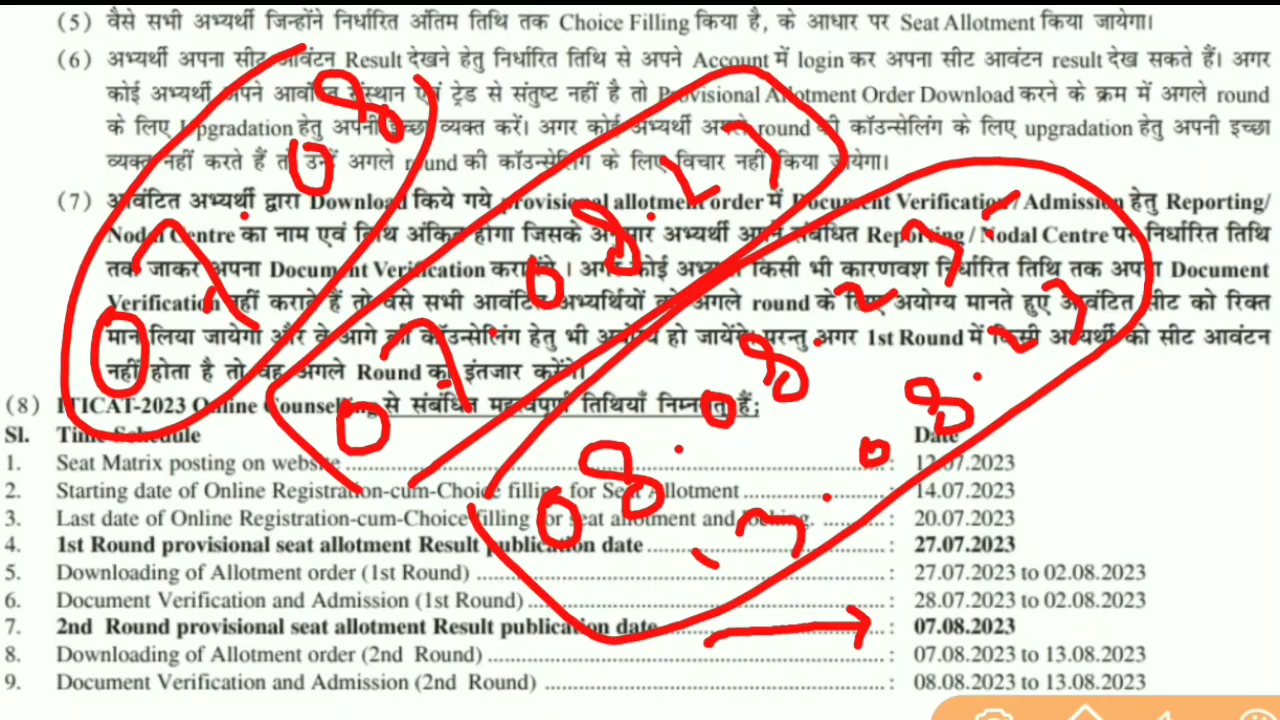 (5) वैसे सभी अभ्यर्थी जिन्होंने निर्धारित अंतिम तिथि तक Choice Filling किया है, के आधार पर Seat Allotment किया जायेगा।
(6) अभ्यर्थी अपना सीट आवंटन Result देखने हेतु निर्धारित तिथि से अपने Account में login कर अपना सीट आवंटन result देख सकते हैं। अगर
कोई अभ्यर्थी अपने आवंटित संस्थान एवं ट्रेड से संतुष्ट नहीं है तो Provisional Allotment Order Download करने के क्रम में अगले round
के लिए Upgradation हेतु अपनी इच्छा व्यक्त करें। अगर कोई अभ्यर्थी अगले round की कॉउन्सेलिंग के लिए upgradation हेतु अपनी इच्छा
व्यक्त नहीं करते हैं तो उन्हें अगले round की कॉउन्सेलिंग के लिए विचार नहीं किया जायेगा।
(7) आवंटित अभ्यर्थी द्वारा Download किये गये provisional allotment order में Document Verification / Admission हेतु Reporting/
Nodal Centre का नाम एवं तिथि अंकित होगा जिसके अनुसार अभ्यर्थी अपने संबंधित Reporting / Nodal Centre पर निर्धारित तिथि
तक जाकर अपना Document Verification करायेंगे । अगर कोई अभ्यर्थी किसी भी कारणवश निर्धारित तिथि तक अपना Document
Verification नहीं कराते हैं तो वैसे सभी आवंटित अभ्यर्थियों को अगले round के लिए अयोग्य मानते हुए आवंटित सीट को रिक्त
मान लिया जायेगा और वे आगे की कॉउन्सेलिंग हेतु भी अयोग्य हो जायेंगे। परन्तु अगर 1st Round में किसी अभ्यर्थी को सीट आवंटन
नहीं होता है तो वह अगले Round का इंतजार करेंगे।
(8) ITICAT-2023 Online Counselling से संबंधित महत्वपूर्ण तिथियाँ निम्नवत् हैं;
Sl. Time Schedule Date
1. Seat Matrix posting on website : 12.07.2023
2. Starting date of Online Registration-cum-Choice filling for Seat Allotment : 14.07.2023
3. Last date of Online Registration-cum-Choice filling for seat allotment and locking. : 20.07.2023
4. 1st Round provisional seat allotment Result publication date : 27.07.2023
5. Downloading of Allotment order (1st Round) : 27.07.2023 to 02.08.2023
6. Document Verification and Admission (1st Round) : 28.07.2023 to 02.08.2023
7. 2nd Round provisional seat allotment Result publication date : 07.08.2023
8. Downloading of Allotment order (2nd Round) : 07.08.2023 to 13.08.2023
9. Document Verification and Admission (2nd Round) : 08.08.2023 to 13.08.2023